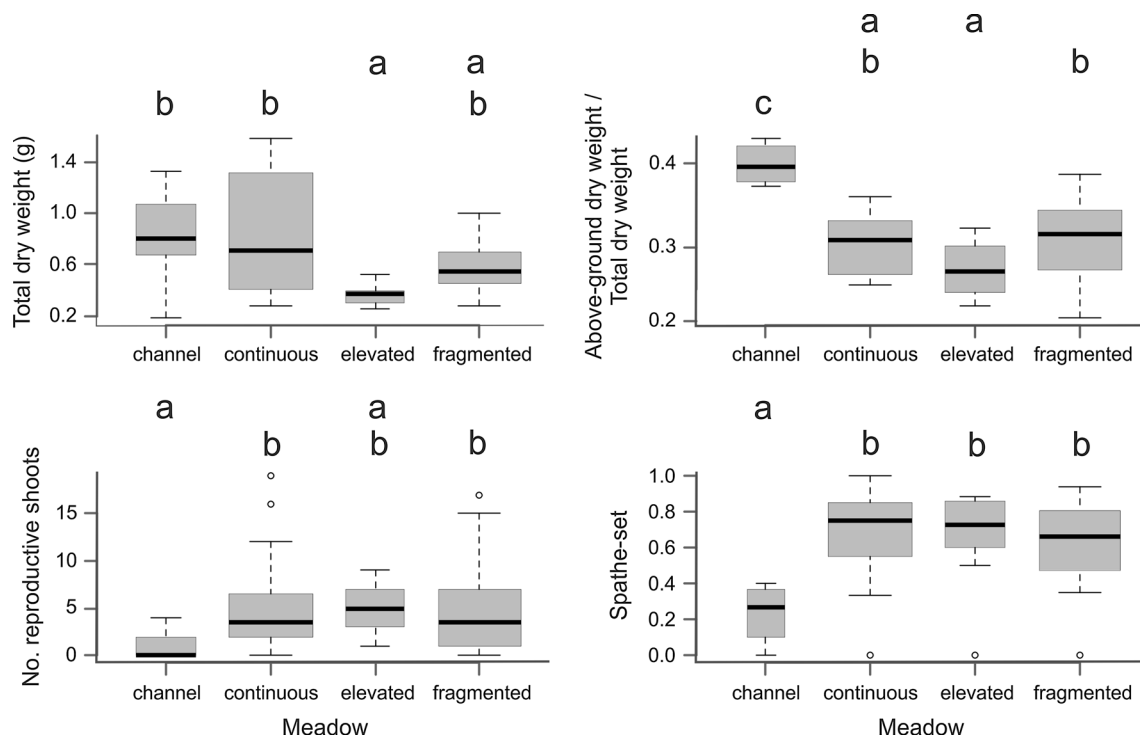 a a
a a b b
b b c
Total dry weight (g)
1.4
1.0
0.6
0.2
channel continuous elevated fragmented
Above-ground dry weight /
Total dry weight
0.4
0.3
0.2
channel continuous elevated fragmented
a a
b b b
No. reproductive shoots
15
10
5
0
channel continuous elevated fragmented
Meadow
a
b b b
Spathe-set
1.0
0.8
0.6
0.4
0.2
0.0
channel continuous elevated fragmented
Meadow